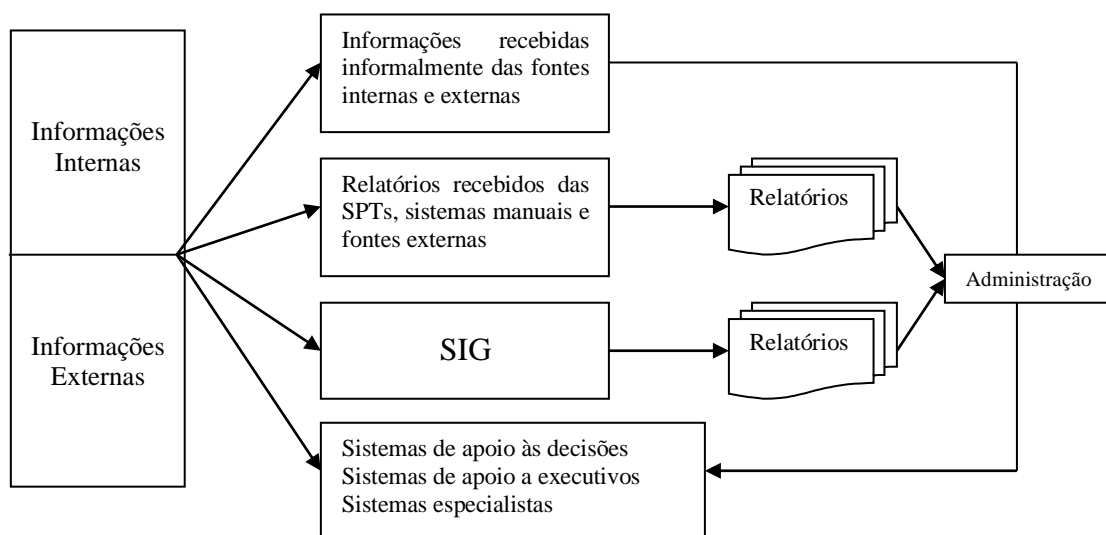 Informações recebidas
informalmente das fontes
internas e externas
Informações
Internas
Relatórios recebidos das
SPTs, sistemas manuais e
fontes externas
Relatórios
Administração
Informações
Externas
SIG
Relatórios
Sistemas de apoio às decisões
Sistemas de apoio a executivos
Sistemas especialistas